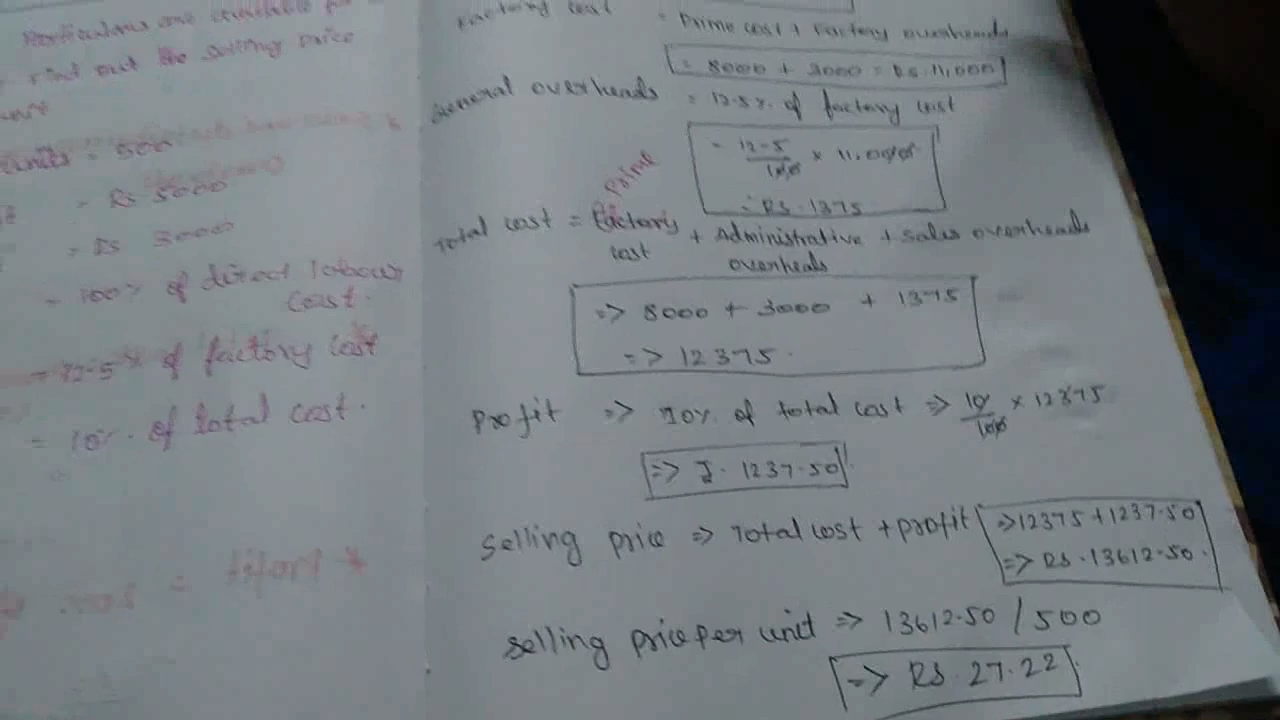 Particulars are available for
find out the selling price
unit
units = 500
= Rs 5000
= Rs 3000
= 100% of direct labour
cost.
= 12.5% of factory cost
= 10% of total cost.
Factory cost = Prime cost + Factory overheads
= 8000 + 3000 = Rs. 11,000
General overheads = 12.5% of factory cost
= 12.5/100 × 11,000
= Rs. 1375
Prime
Total cost = Factory cost + Administrative overheads + sales overheads
=> 8000 + 3000 + 1375
=> 12375.
Profit => 10% of total cost => 10/100 × 12375
=> 1237.50
Selling price => Total cost + profit => 12375 + 1237.50
=> Rs. 13612.50.
Selling price per unit => 13612.50 / 500
=> Rs. 27.22